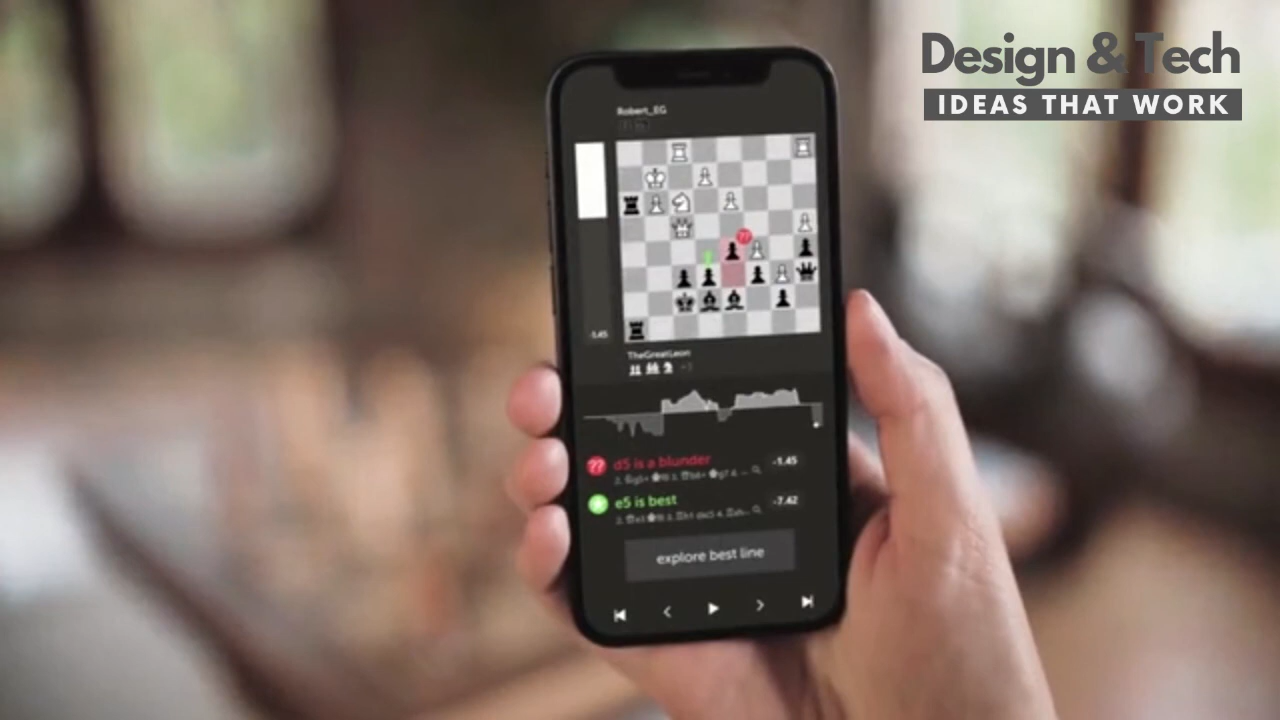 Design & Tech
IDEAS THAT WORK
Robert_EG
-1.45
TheGreatLeon
?? d5 is a blunder -1.45
e5 is best -7.42
explore best line